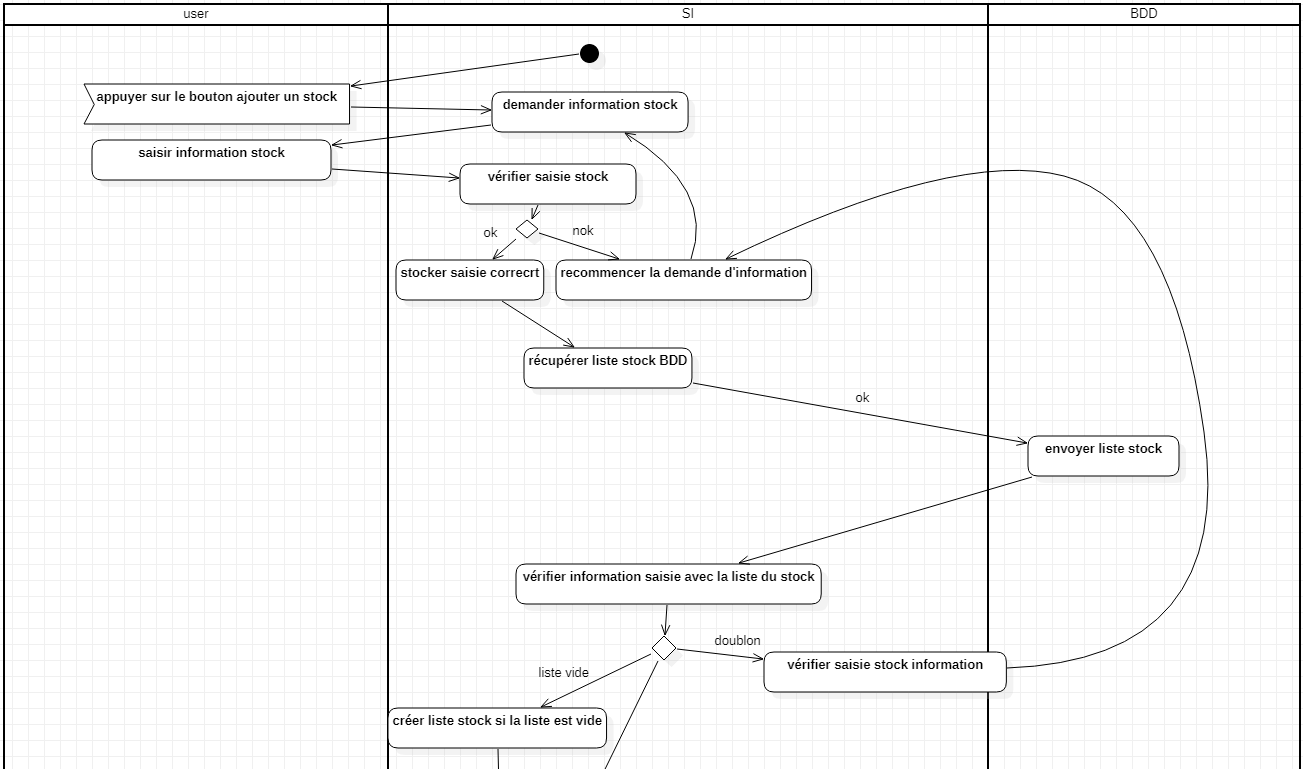 user
SI
BDD
appuyer sur le bouton ajouter un stock
demander information stock
saisir information stock
vérifier saisie stock
ok
nok
stocker saisie correcrt
recommencer la demande d'information
récupérer liste stock BDD
ok
envoyer liste stock
vérifier information saisie avec la liste du stock
doublon
vérifier saisie stock information
liste vide
créer liste stock si la liste est vide